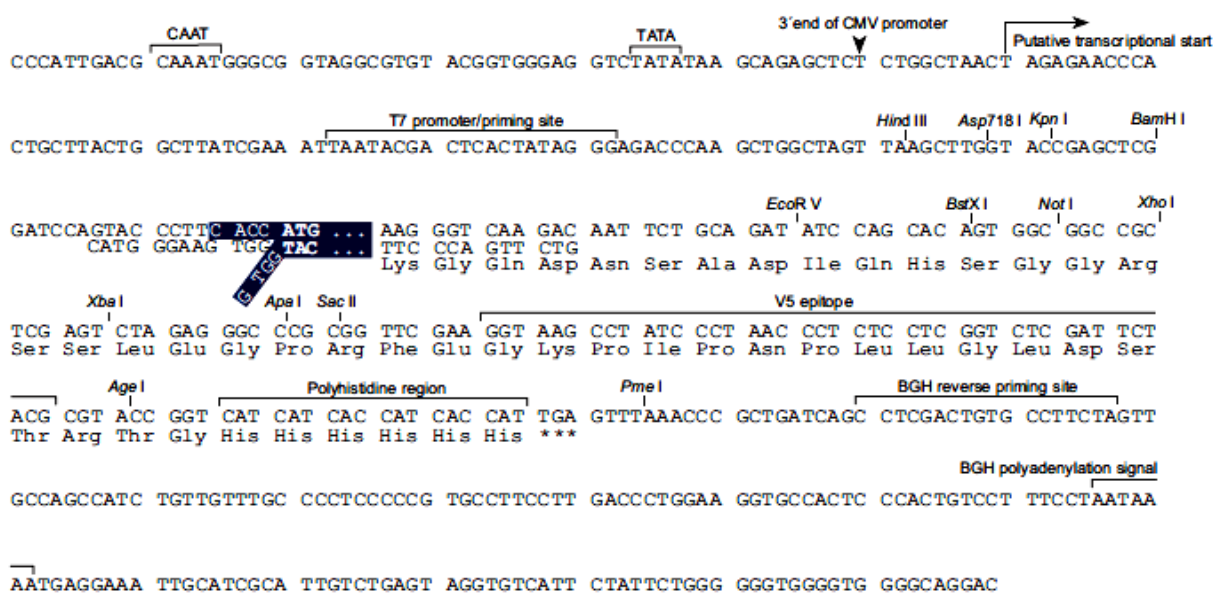 CAAT TATA 3´end of CMV promoter Putative transcriptional start
CCCATTGACG CAAATGGGCG GTAGGCGTGT ACGGTGGGAG GTCTATATAA GCAGAGCTCT CTGGCTAACT AGAGAACCCA
T7 promoter/priming site Hind III Asp718 I Kpn I BamH I
CTGCTTACTG GCTTATCGAA ATTAATACGA CTCACTATAG GGAGACCCAA GCTGGCTAGT TAAGCTTGGT ACCGAGCTCG
EcoR V BstX I Not I Xho I
GATCCAGTAC CCTTC ACC ATG ... AAG GGT CAA GAC AAT TCT GCA GAT ATC CAG CAC AGT GGC GGC CGC
CATG GGAAG TGG TAC ... TTC CCA GTT CTG
G TGG
Lys Gly Gln Asp Asn Ser Ala Asp Ile Gln His Ser Gly Gly Arg
Xba I Apa I Sac II V5 epitope
TCG AGT CTA GAG GGC CCG CGG TTC GAA GGT AAG CCT ATC CCT AAC CCT CTC CTC GGT CTC GAT TCT
Ser Ser Leu Glu Gly Pro Arg Phe Glu Gly Lys Pro Ile Pro Asn Pro Leu Leu Gly Leu Asp Ser
Age I Polyhistidine region Pme I BGH reverse priming site
ACG CGT ACC GGT CAT CAT CAC CAT CAC CAT TGA GTTTAAACCC GCTGATCAGC CTCGACTGTG CCTTCTAGTT
Thr Arg Thr Gly His His His His His His ***
BGH polyadenylation signal
GCCAGCCATC TGTTGTTTGC CCCTCCCCCG TGCCTTCCTT GACCCTGGAA GGTGCCACTC CCACTGTCCT TTCCTAATAA
AATGAGGAAA TTGCATCGCA TTGTCTGAGT AGGTGTCATT CTATTCTGGG GGGTGGGGTG GGGCAGGAC